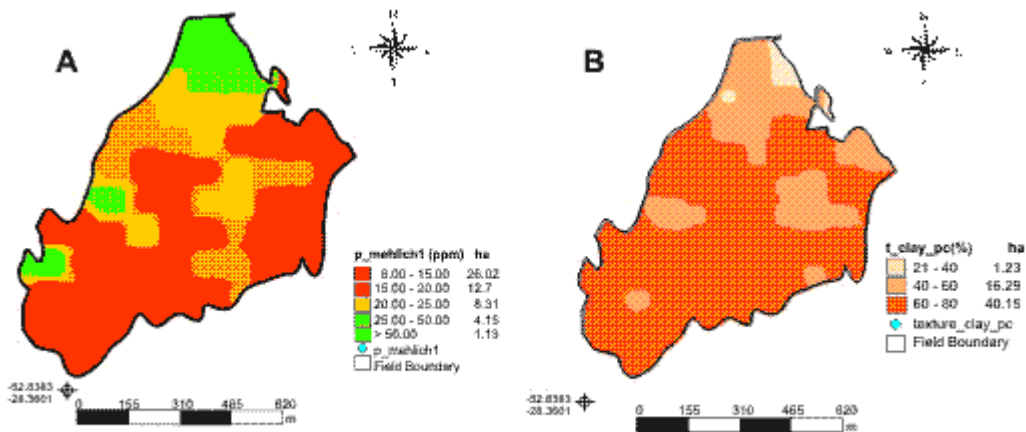 A
p_mehlich1 (ppm) ha
8.00 - 15.00 26.02
15.00 - 20.00 12.7
20.00 - 25.00 8.31
25.00 - 50.00 4.15
> 50.00 1.13
p_mehlich1
Field Boundary
-52.8383
-28.3601
0 155 310 465 620
m
B
t_clay_pc(%) ha
21 - 40 1.23
40 - 60 16.29
60 - 80 40.15
texture_clay_pc
Field Boundary
-52.8383
-28.3601
0 155 310 465 620
m